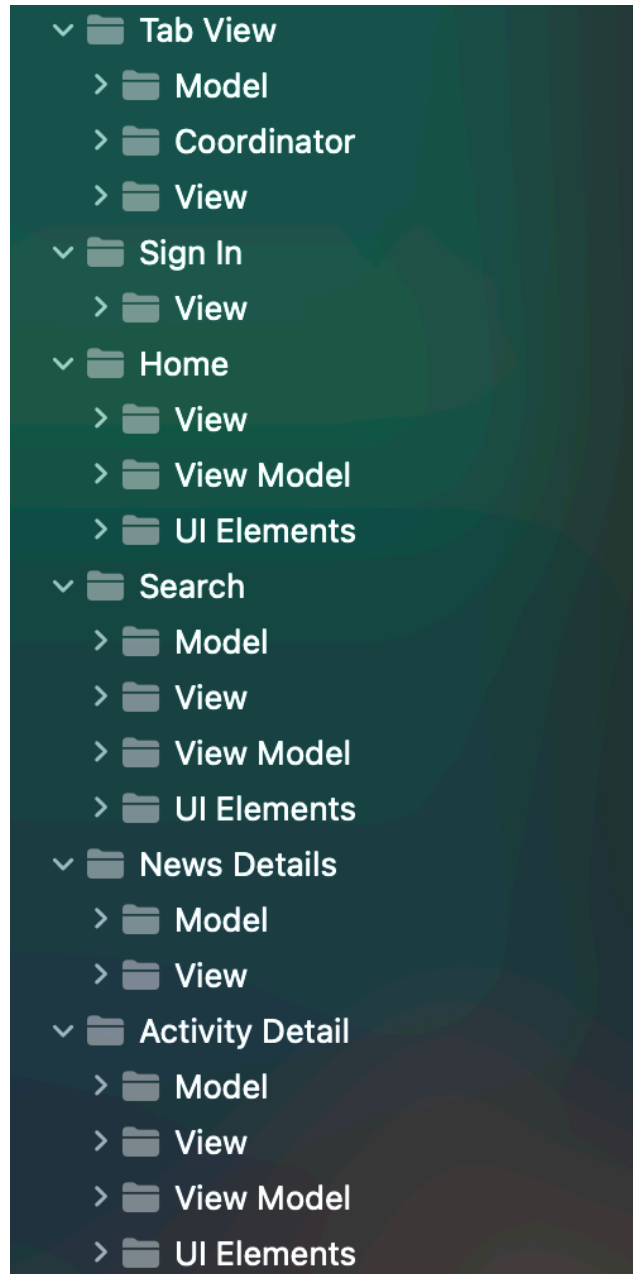 Tab View
Model
Coordinator
View
Sign In
View
Home
View
View Model
UI Elements
Search
Model
View
View Model
UI Elements
News Details
Model
View
Activity Detail
Model
View
View Model
UI Elements